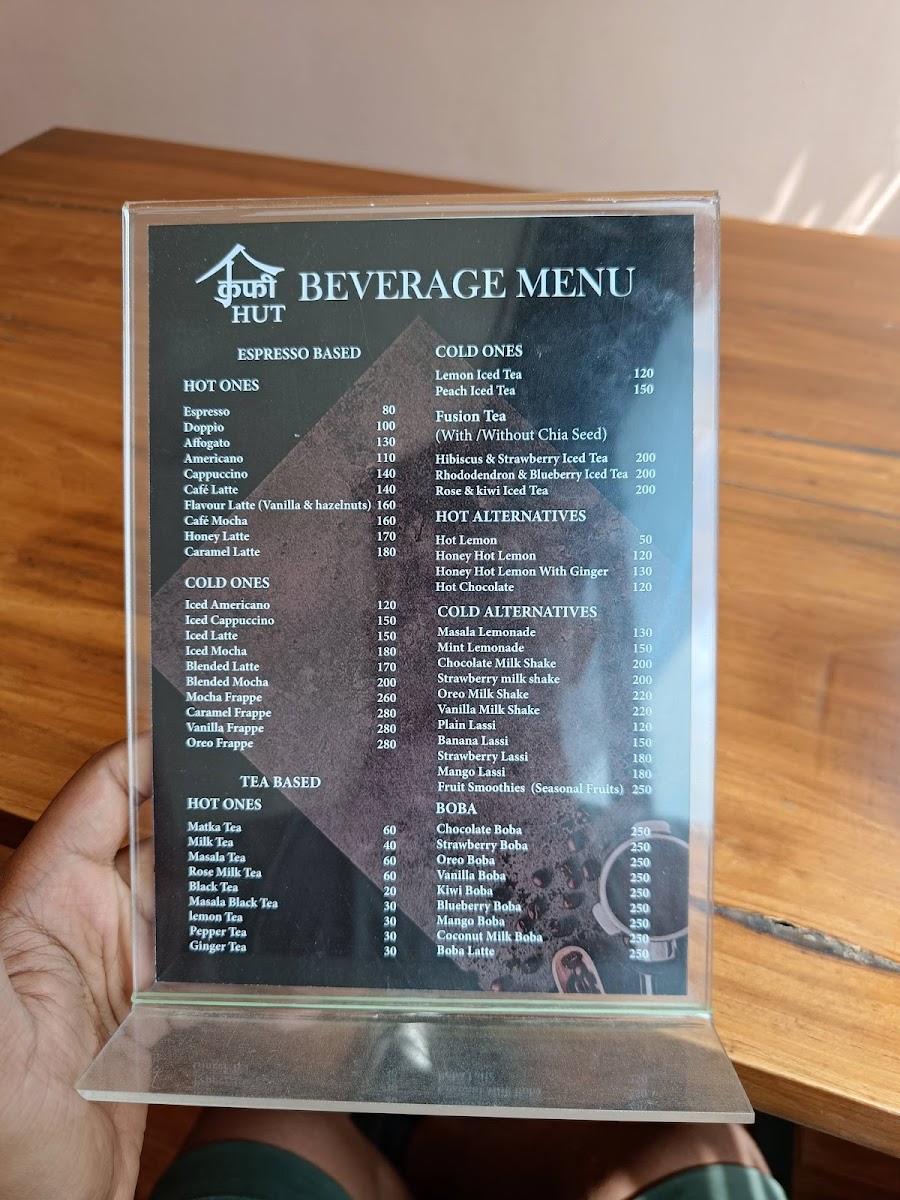 कफी
HUT
BEVERAGE MENU
ESPRESSO BASED
HOT ONES
Espresso 80
Doppio 100
Affogato 130
Americano 110
Cappuccino 140
Café Latte 140
Flavour Latte (Vanilla & hazelnuts) 160
Café Mocha 160
Honey Latte 170
Caramel Latte 180
COLD ONES
Iced Americano 120
Iced Cappuccino 150
Iced Latte 150
Iced Mocha 180
Blended Latte 170
Blended Mocha 200
Mocha Frappe 260
Caramel Frappe 280
Vanilla Frappe 280
Oreo Frappe 280
TEA BASED
HOT ONES
Matka Tea 60
Milk Tea 40
Masala Tea 60
Rose Milk Tea 60
Black Tea 20
Masala Black Tea 30
lemon Tea 30
Pepper Tea 30
Ginger Tea 30
COLD ONES
Lemon Iced Tea 120
Peach Iced Tea 150
Fusion Tea
(With /Without Chia Seed)
Hibiscus & Strawberry Iced Tea 200
Rhododendron & Blueberry Iced Tea 200
Rose & kiwi Iced Tea 200
HOT ALTERNATIVES
Hot Lemon 50
Honey Hot Lemon 120
Honey Hot Lemon With Ginger 130
Hot Chocolate 120
COLD ALTERNATIVES
Masala Lemonade 130
Mint Lemonade 150
Chocolate Milk Shake 200
Strawberry milk shake 200
Oreo Milk Shake 220
Vanilla Milk Shake 220
Plain Lassi 120
Banana Lassi 150
Strawberry Lassi 180
Mango Lassi 180
Fruit Smoothies (Seasonal Fruits) 250
BOBA
Chocolate Boba 250
Strawberry Boba 250
Oreo Boba 250
Vanilla Boba 250
Kiwi Boba 250
Blueberry Boba 250
Mango Boba 250
Coconut Milk Boba 250
Boba Latte 250